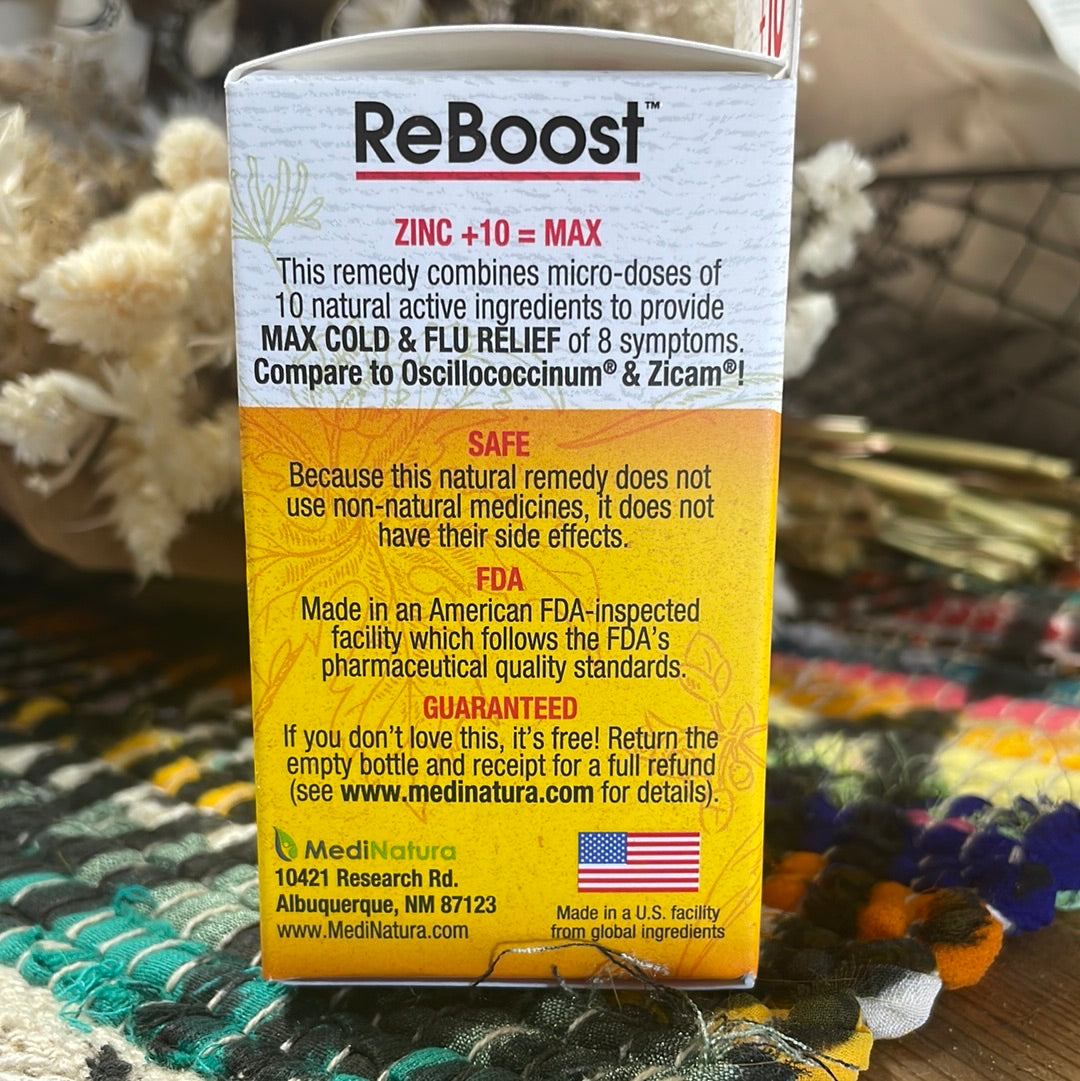 +10
ReBoost™
ZINC +10 = MAX
This remedy combines micro-doses of
10 natural active ingredients to provide
MAX COLD & FLU RELIEF of 8 symptoms.
Compare to Oscillococcinum® & Zicam®!
SAFE
Because this natural remedy does not
use non-natural medicines, it does not
have their side effects.
FDA
Made in an American FDA-inspected
facility which follows the FDA's
pharmaceutical quality standards.
GUARANTEED
If you don't love this, it's free! Return the
empty bottle and receipt for a full refund
(see www.medinatura.com for details).
MediNatura
10421 Research Rd.
Albuquerque, NM 87123
www.MediNatura.com
Made in a U.S. facility
from global ingredients